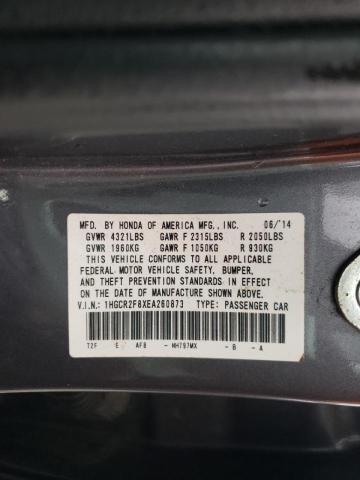 MFD. BY HONDA OF AMERICA MFG., INC. 06/14
GVWR 4321LBS GAWR F 2315LBS R 2050LBS
GVWR 1960KG GAWR F 1050KG R 930KG
THIS VEHICLE CONFORMS TO ALL APPLICABLE
FEDERAL MOTOR VEHICLE SAFETY, BUMPER,
AND THEFT PREVENTION STANDARDS IN EFFECT
ON THE DATE OF MANUFACTURE SHOWN ABOVE.
V.I.N.: 1HGCR2F8XEA260873 TYPE: PASSENGER CAR
T2F E AF8 -NH797MX -B -A